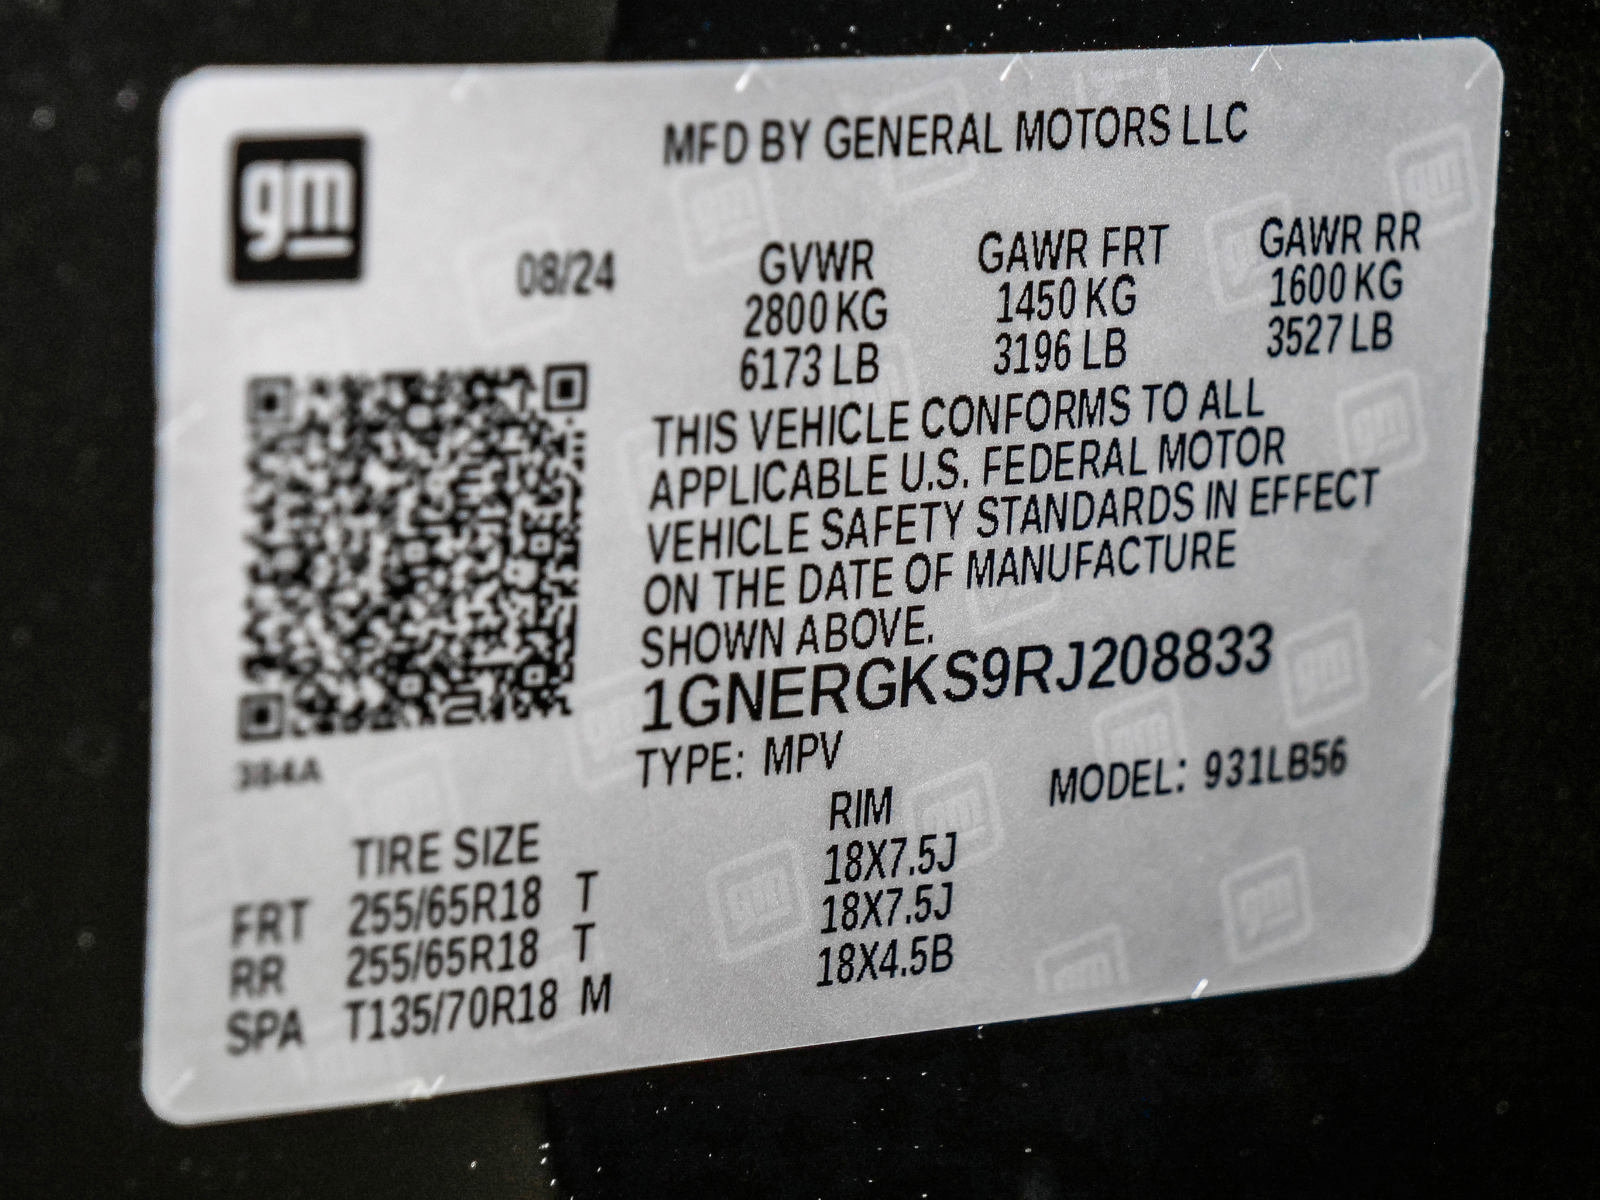 gm
MFD BY GENERAL MOTORS LLC
08/24 GVWR GAWR FRT GAWR RR
2800 KG 1450 KG 1600 KG
6173 LB 3196 LB 3527 LB
THIS VEHICLE CONFORMS TO ALL
APPLICABLE U.S. FEDERAL MOTOR
VEHICLE SAFETY STANDARDS IN EFFECT
ON THE DATE OF MANUFACTURE
SHOWN ABOVE.
1GNERGKS9RJ208833
384A
TYPE: MPV MODEL: 931LB56
TIRE SIZE RIM
FRT 255/65R18 T 18X7.5J
RR 255/65R18 T 18X7.5J
SPA T135/70R18 M 18X4.5B